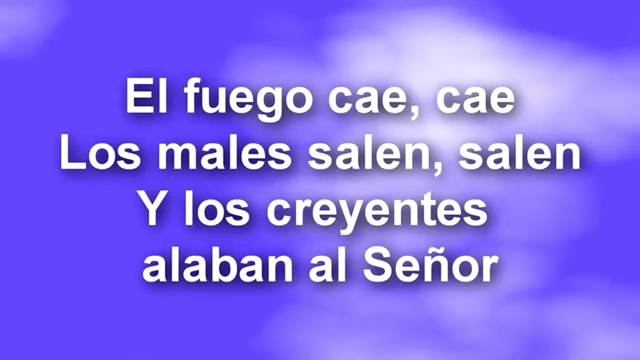 El fuego cae, cae
Los males salen, salen
Y los creyentes
alaban al Señor